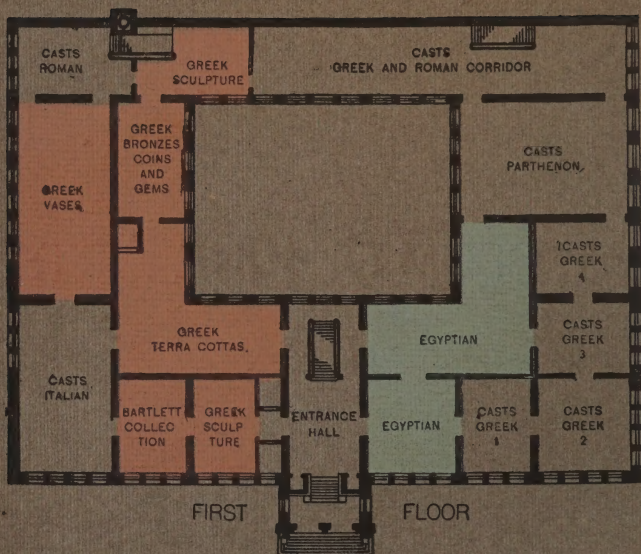 CASTS
ROMAN
GREEK
SCULPTURE
CASTS
GREEK AND ROMAN CORRIDOR
GREEK
BRONZES
COINS
AND
GEMS
GREEK
VASES
CASTS
PARTHENON
CASTS
GREEK
4
GREEK
TERRA COTTAS
EGYPTIAN
CASTS
GREEK
3
CASTS
ITALIAN
BARTLETT
COLLEC
TION
GREEK
SCULP
TURE
ENTRANCE
HALL
EGYPTIAN
CASTS
GREEK
1
CASTS
GREEK
2
FIRST FLOOR